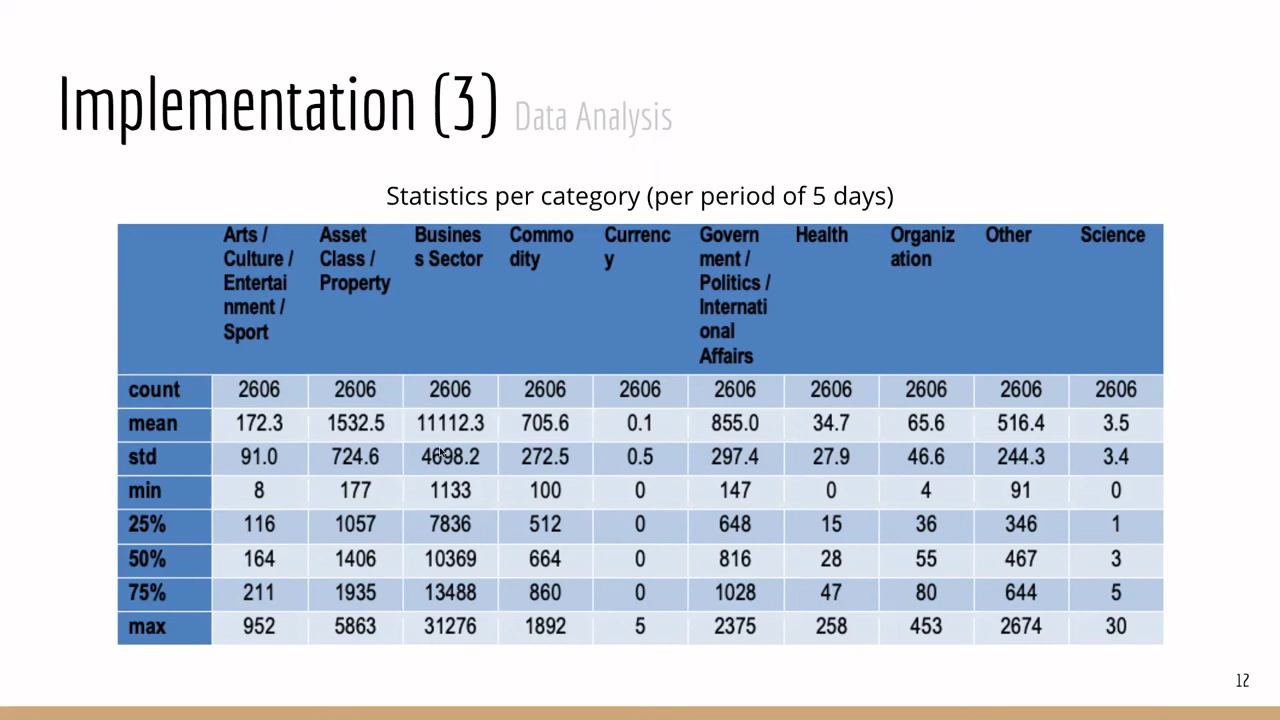 Implementation (3) Data Analysis
Statistics per category (per period of 5 days)
Arts / Culture / Entertai nment / Sport Asset Class / Property Busines s Sector Commo dity Currenc y Govern ment / Politics / Internati onal Affairs Health Organiz ation Other Science
count 2606 2606 2606 2606 2606 2606 2606 2606 2606 2606
mean 172.3 1532.5 11112.3 705.6 0.1 855.0 34.7 65.6 516.4 3.5
std 91.0 724.6 4698.2 272.5 0.5 297.4 27.9 46.6 244.3 3.4
min 8 177 1133 100 0 147 0 4 91 0
25% 116 1057 7836 512 0 648 15 36 346 1
50% 164 1406 10369 664 0 816 28 55 467 3
75% 211 1935 13488 860 0 1028 47 80 644 5
max 952 5863 31276 1892 5 2375 258 453 2674 30
12